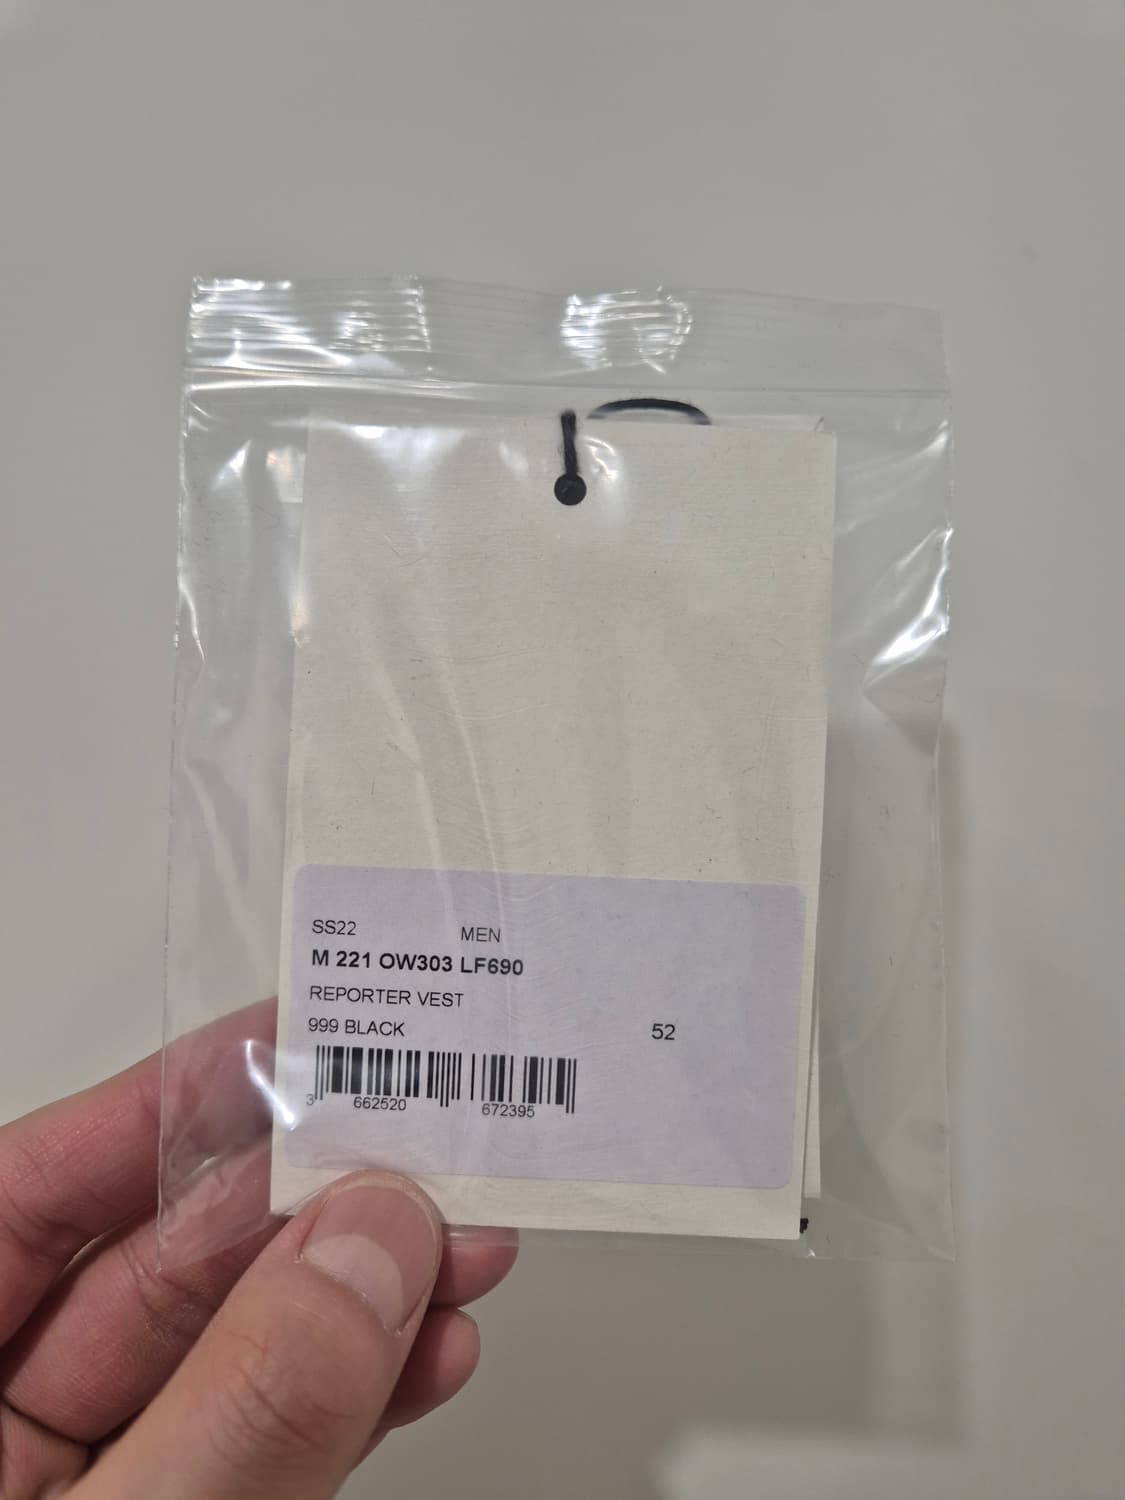 SS22 MEN
M 221 OW303 LF690
REPORTER VEST
999 BLACK 52
3 662520 672395